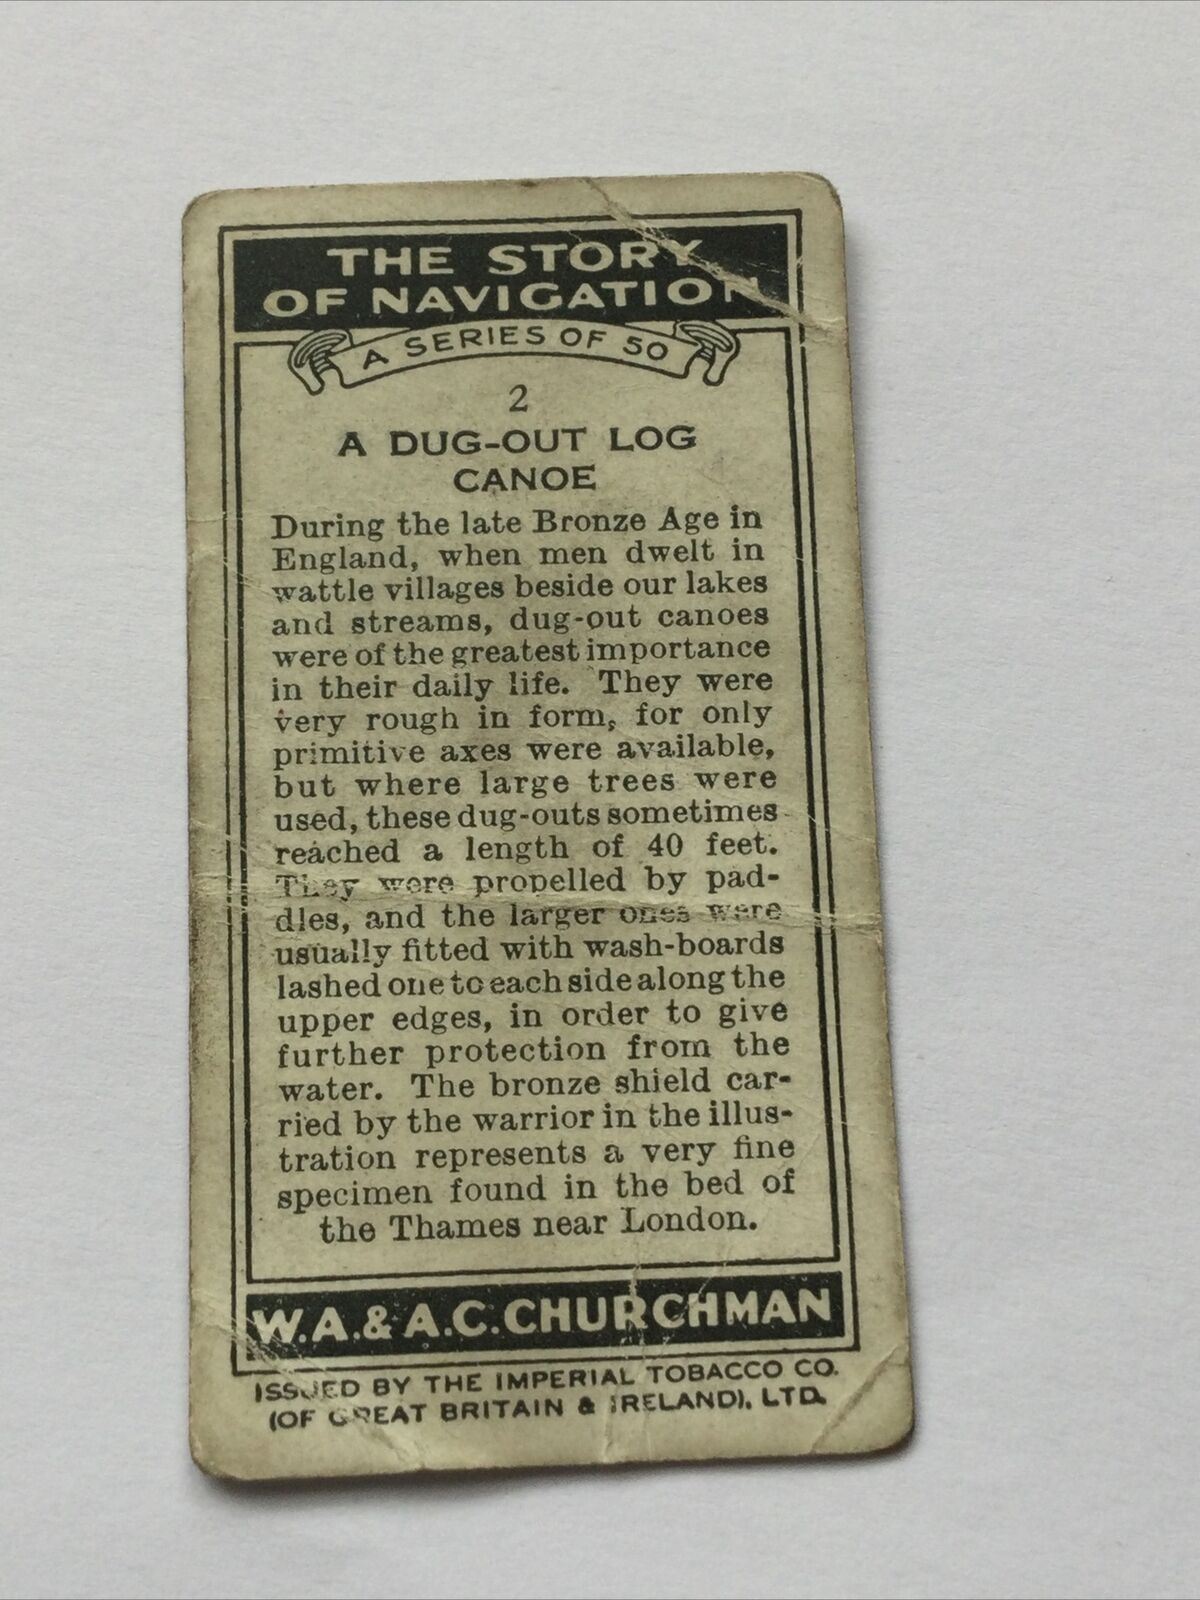 THE STORY
OF NAVIGATION
A SERIES OF 50
2
A DUG-OUT LOG
CANOE
During the late Bronze Age in
England, when men dwelt in
wattle villages beside our lakes
and streams, dug-out canoes
were of the greatest importance
in their daily life. They were
very rough in form, for only
primitive axes were available,
but where large trees were
used, these dug-outs sometimes
reached a length of 40 feet.
They were propelled by pad-
dles, and the larger ones were
usually fitted with wash-boards
lashed one to each side along the
upper edges, in order to give
further protection from the
water. The bronze shield car-
ried by the warrior in the illus-
tration represents a very fine
specimen found in the bed of
the Thames near London.
W.A. & A.C. CHURCHMAN
ISSUED BY THE IMPERIAL TOBACCO CO.
(OF GREAT BRITAIN & IRELAND), LTD.